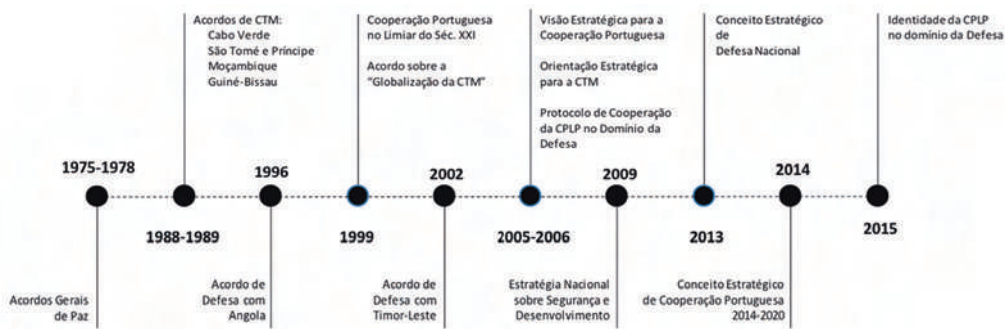 Acordos de CTM:
Cabo Verde
São Tomé e Príncipe
Moçambique
Guiné-Bissau
Cooperação Portuguesa
no Limiar do Séc. XXI
Acordo sobre a
"Globalização da CTM"
Visão Estratégica para a
Cooperação Portuguesa
Orientação Estratégica
para a CTM
Protocolo de Cooperação
da CPLP no Domínio da
Defesa
Conceito Estratégico
de
Defesa Nacional
Identidade da CPLP
no domínio da Defesa
1975-1978
1996
2002
2009
2014
1988-1989
1999
2005-2006
2013
2015
Acordos Gerais
de Paz
Acordo de
Defesa com
Angola
Acordo de
Defesa com
Timor-Leste
Estratégia Nacional
sobre Segurança e
Desenvolvimento
Conceito Estratégico
de Cooperação Portuguesa
2014-2020